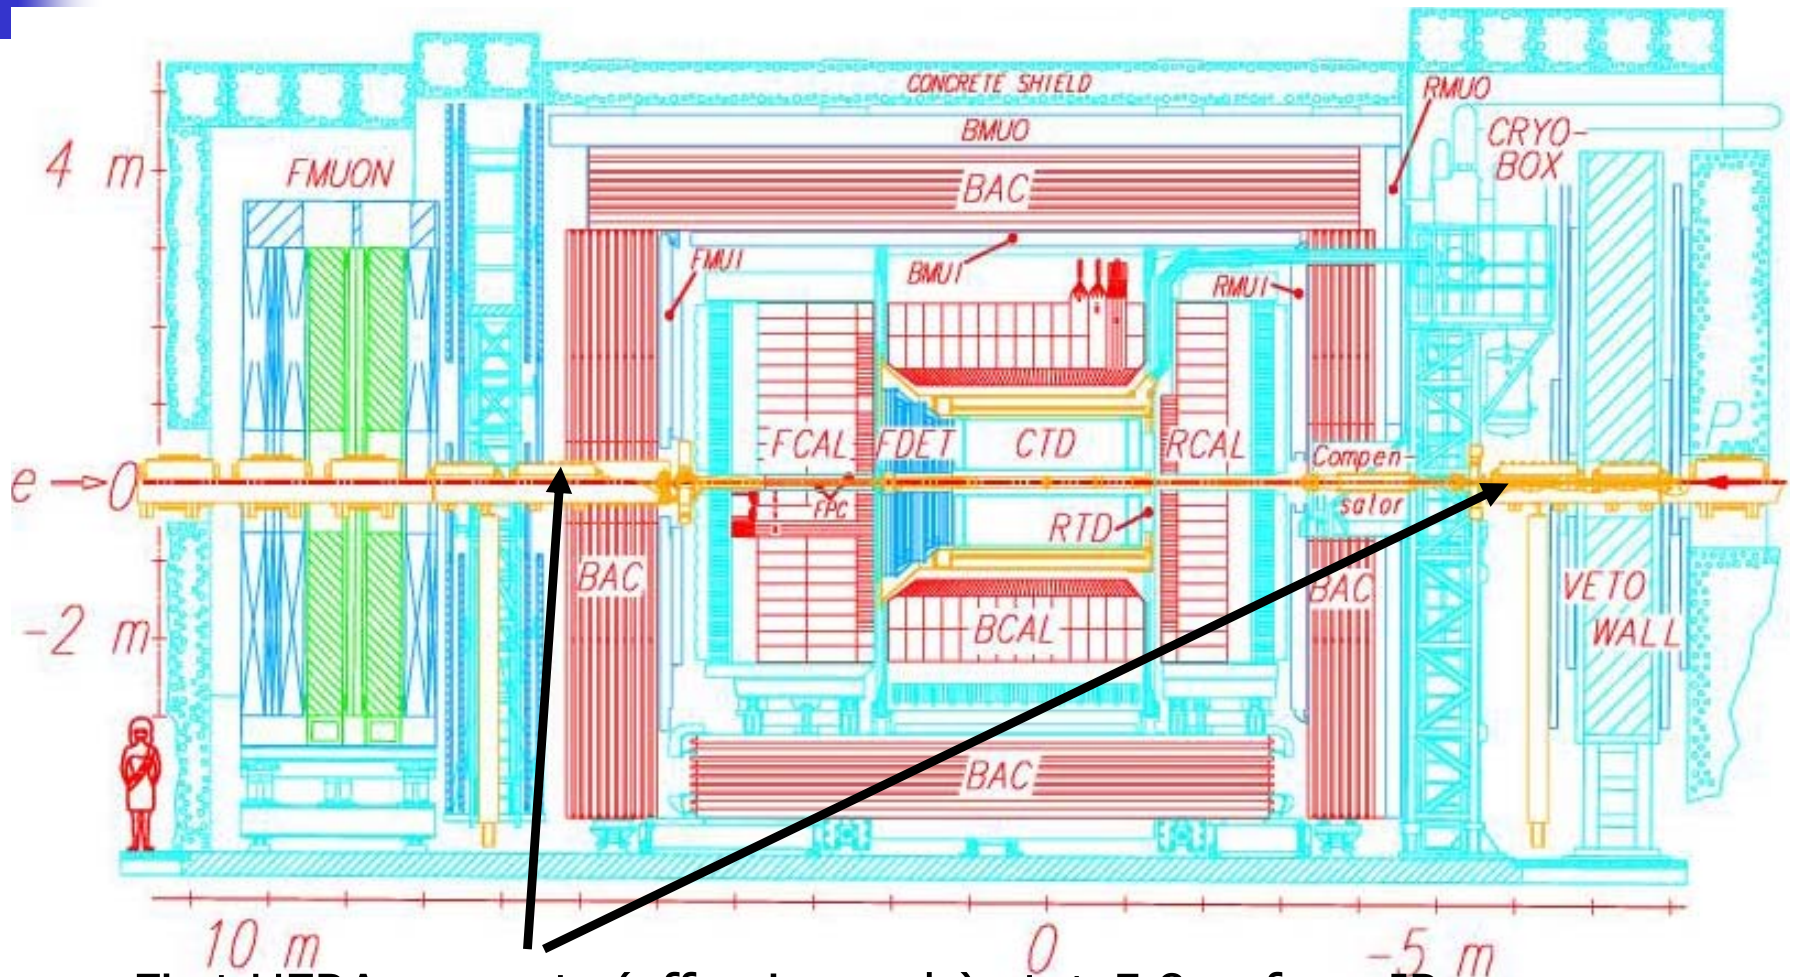 CONCRETE SHIELD
RMUO
BMUO
CRYO-
BOX
4 m
FMUON
BAC
FMUI
BMUI
RMUI
P
FCAL
FDET
CTD
RCAL
Compen-
sator
e
0
FPC
RTD
BAC
BAC
VETO
WALL
-2 m
BCAL
BAC
10 m
0
-5 m